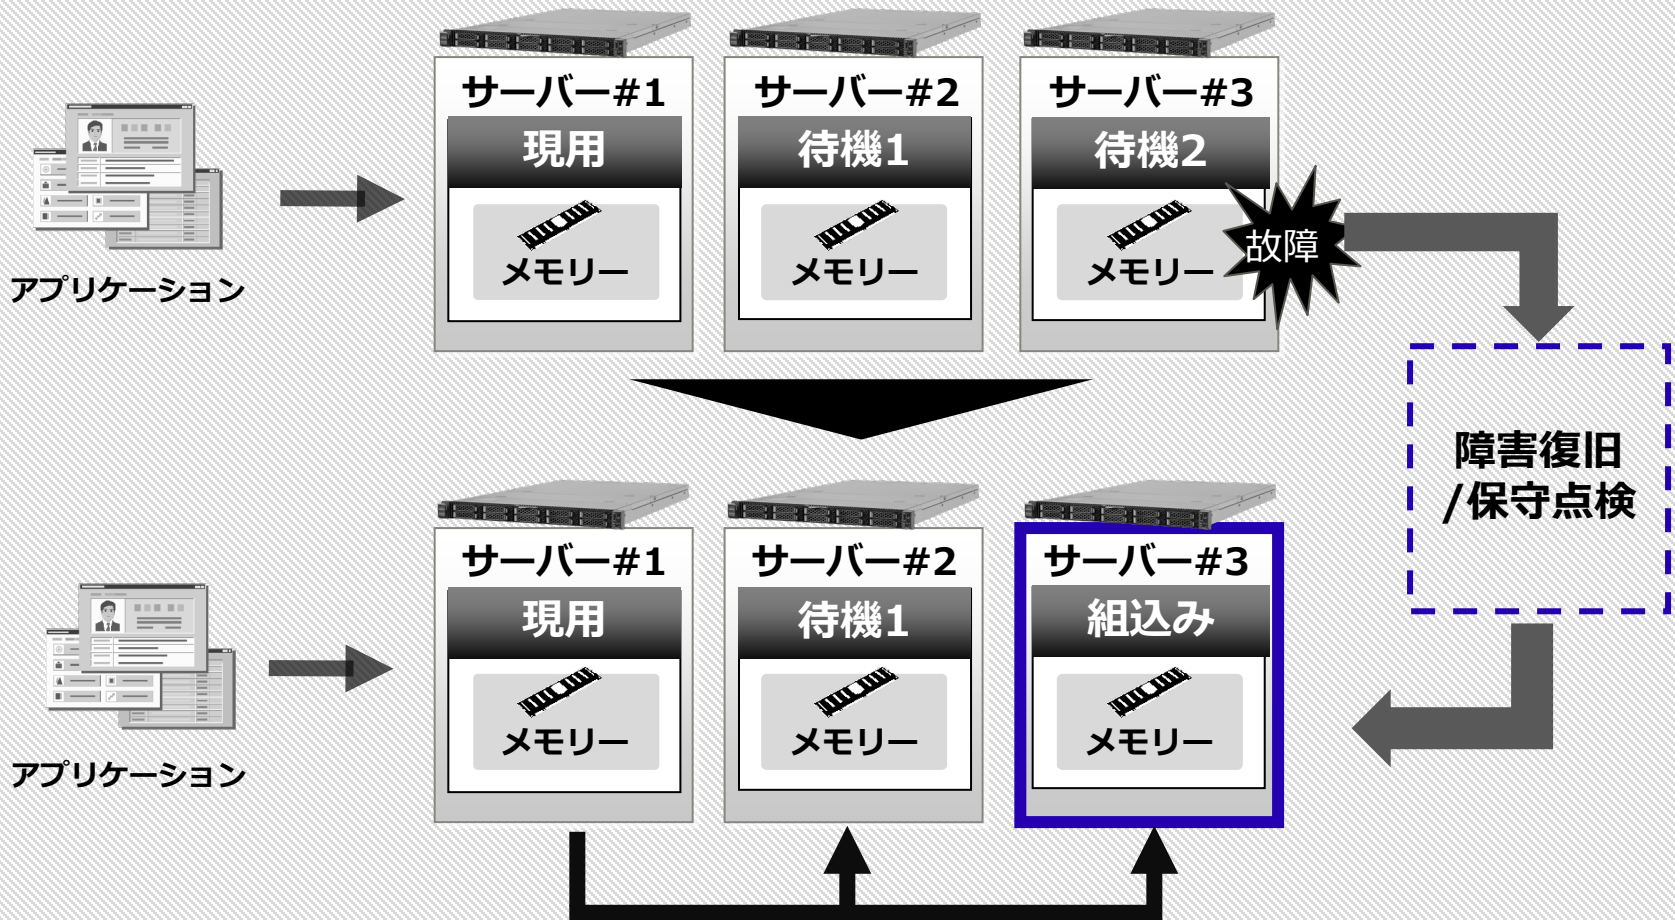 サーバー#1
サーバー#2
サーバー#3
現用
待機1
待機2
メモリー
メモリー
メモリー
故障
アプリケーション
障害復旧
/保守点検
サーバー#1
サーバー#2
サーバー#3
現用
待機1
組込み
メモリー
メモリー
メモリー
アプリケーション